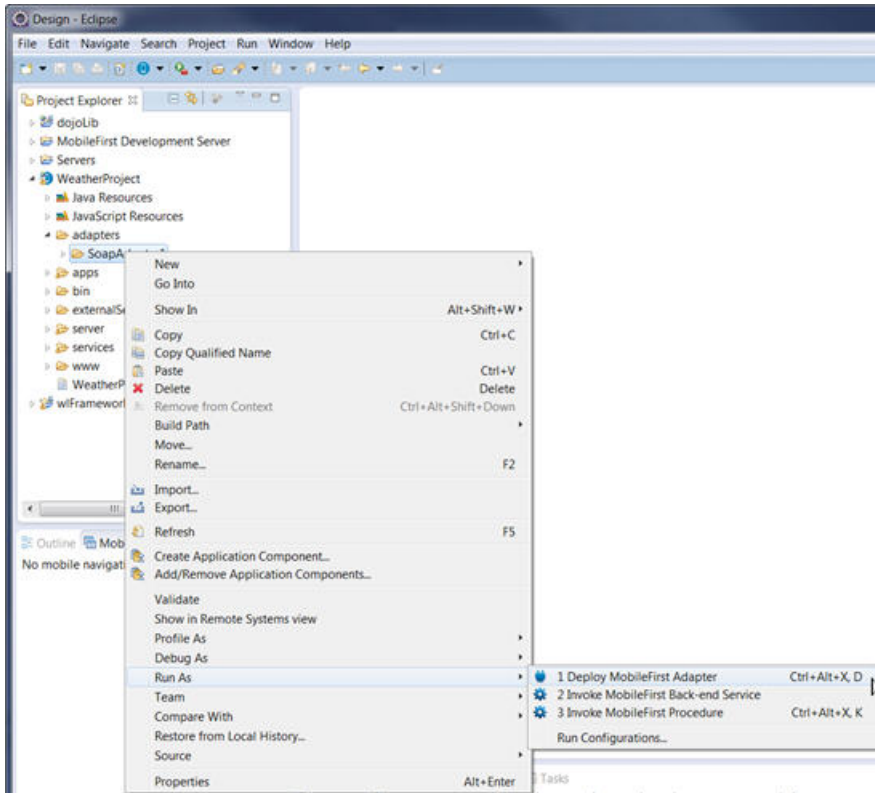 Design - Eclipse
File Edit Navigate Search Project Run Window Help
Project Explorer
dojoLib
MobileFirst Development Server
Servers
WeatherProject
Java Resources
JavaScript Resources
adapters
SoapA
apps
bin
externalSe
server
services
www
WeatherP
wlFramework
Outline Mob
No mobile navigati
New
Go Into
Show In Alt+Shift+W
Copy Ctrl+C
Copy Qualified Name
Paste Ctrl+V
Delete Delete
Remove from Context Ctrl+Alt+Shift+Down
Build Path
Move...
Rename... F2
Import...
Export...
Refresh F5
Create Application Component...
Add/Remove Application Components...
Validate
Show in Remote Systems view
Profile As
Debug As
Run As
Team
Compare With
Restore from Local History...
Source
Properties Alt+Enter
1 Deploy MobileFirst Adapter Ctrl+Alt+X, D
2 Invoke MobileFirst Back-end Service
3 Invoke MobileFirst Procedure Ctrl+Alt+X, K
Run Configurations...
Tasks